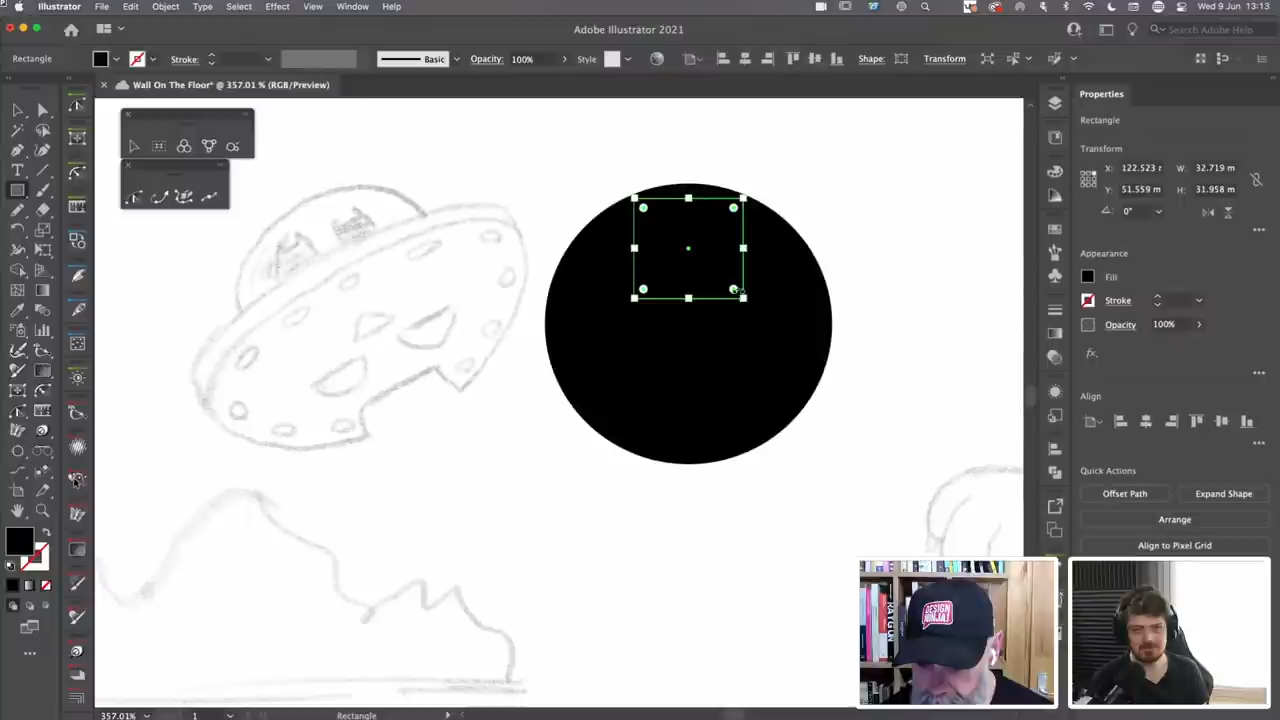 Illustrator File Edit Object Type Select Effect View Window Help Wed 9 Jun 13:13
Adobe Illustrator 2021 Search Adobe Help
Rectangle Stroke: Basic Opacity: 100% Style Shape: Transform
Wall On The Floor* @ 357.01 % (RGB/Preview)
Properties
Rectangle
Transform
X: 122.523 r W: 32.719 m
Y: 51.559 m H: 31.958 m
0°
Appearance
Fill
Stroke
Opacity 100%
fx.
Align
Quick Actions
Offset Path Expand Shape
Arrange
Align to Pixel Grid
DESIGN
NINJA!
357.01% 1 Rectangle